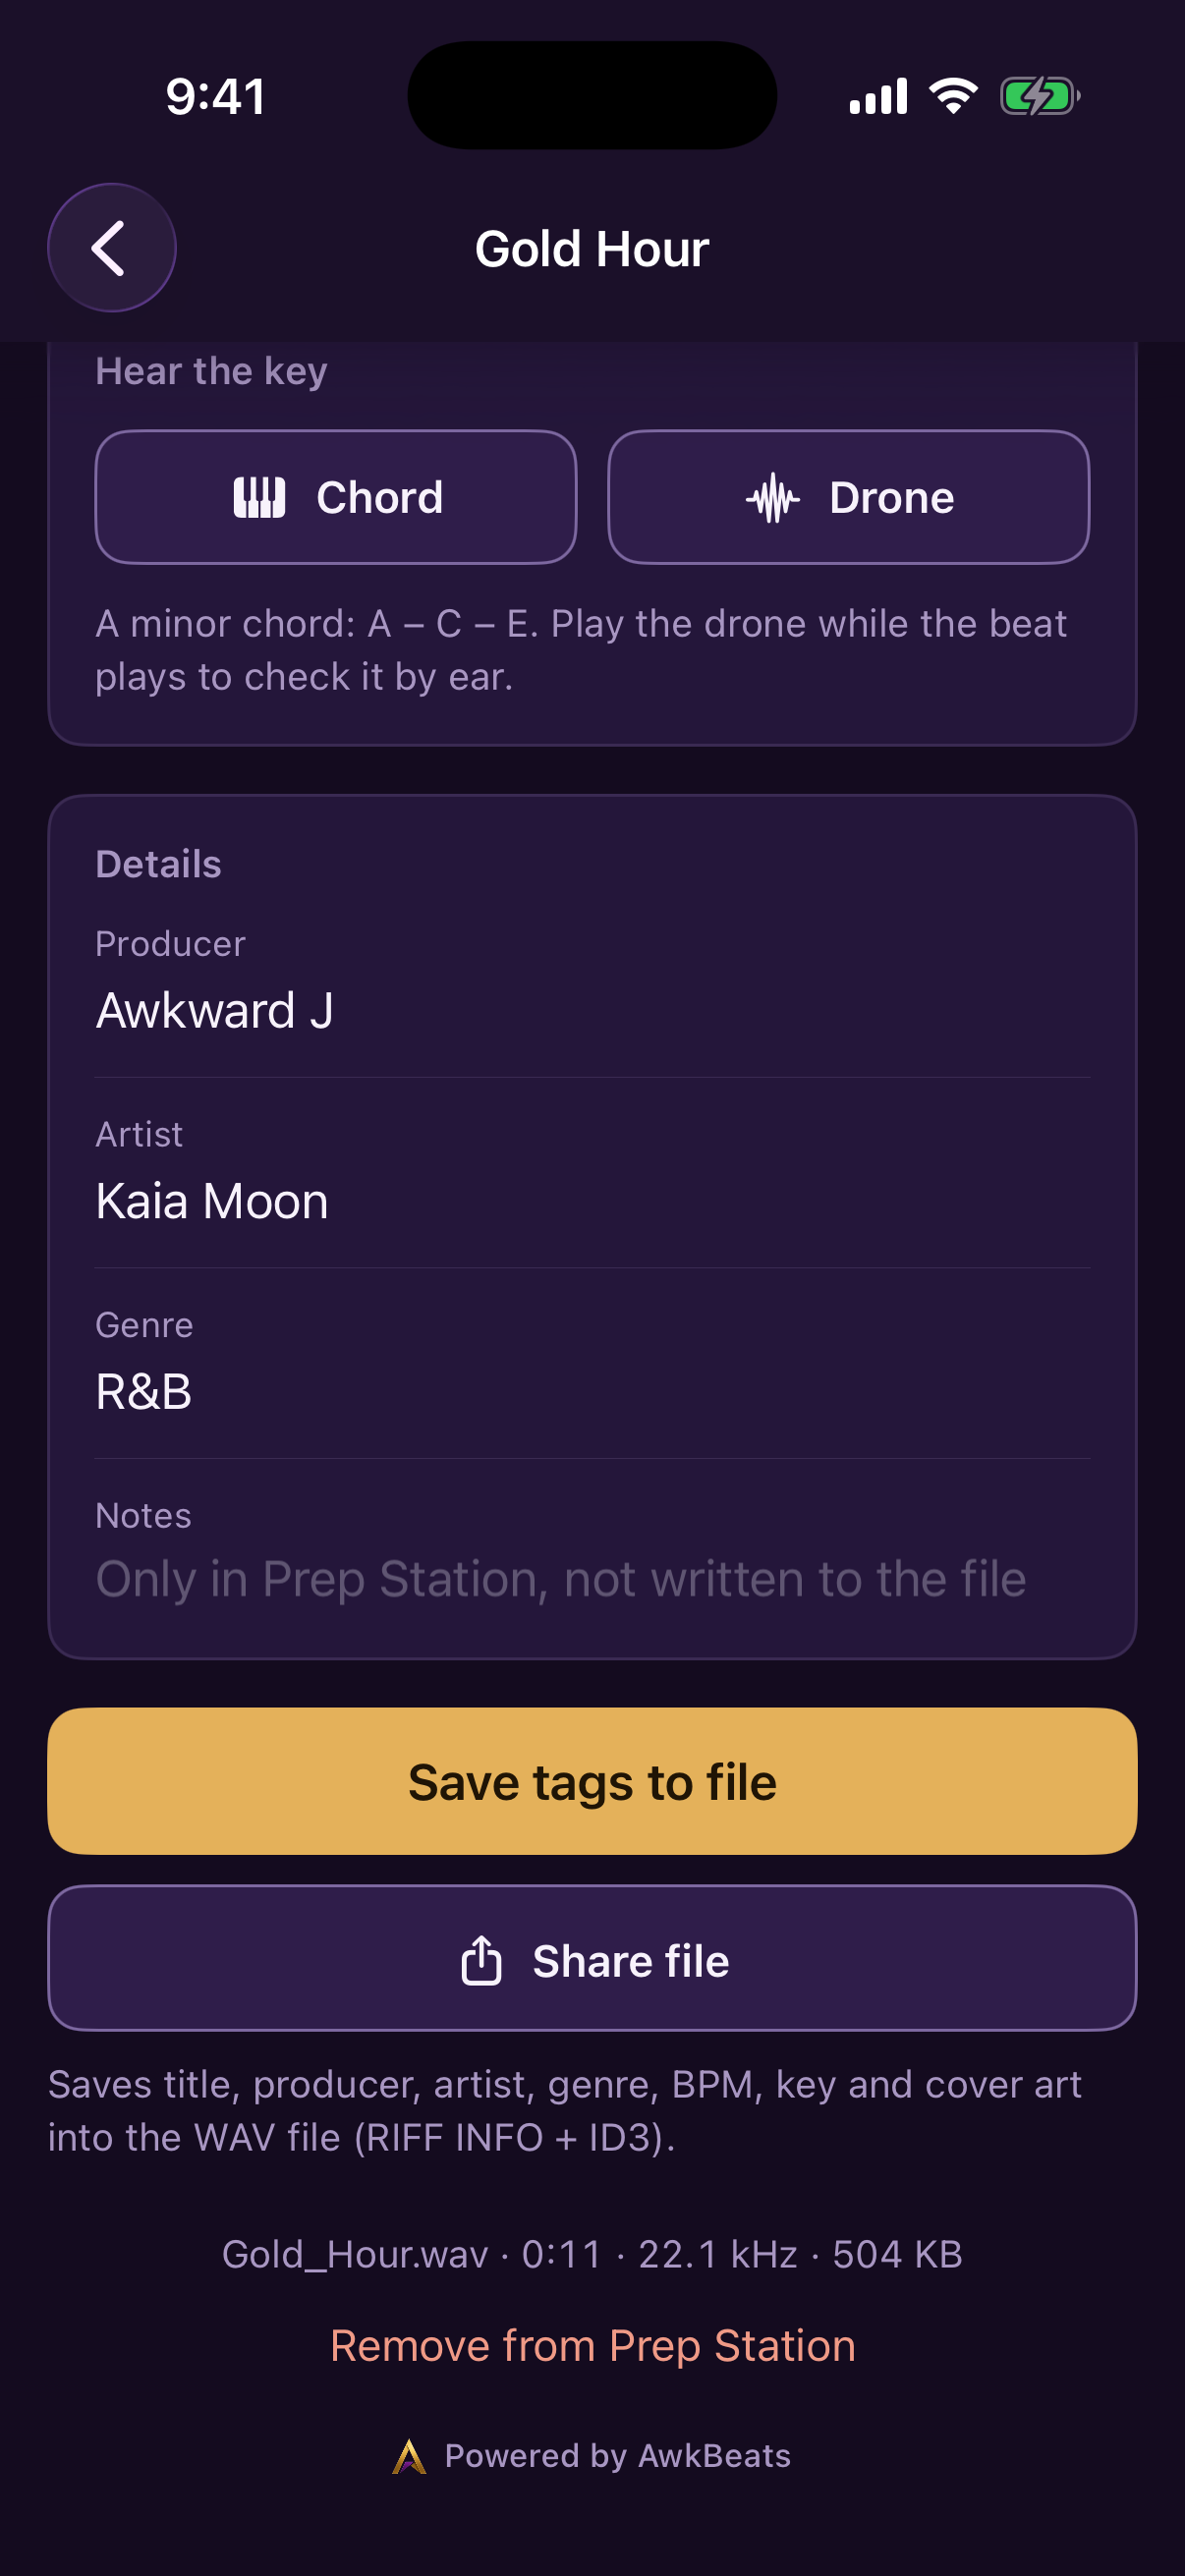 9:41
Gold Hour
Hear the key
Chord
Drone
A minor chord: A – C – E. Play the drone while the beat
plays to check it by ear.
Details
Producer
Awkward J
Artist
Kaia Moon
Genre
R&B
Notes
Only in Prep Station, not written to the file
Save tags to file
Share file
Saves title, producer, artist, genre, BPM, key and cover art
into the WAV file (RIFF INFO + ID3).
Gold_Hour.wav · 0:11 · 22.1 kHz · 504 KB
Remove from Prep Station
Powered by AwkBeats